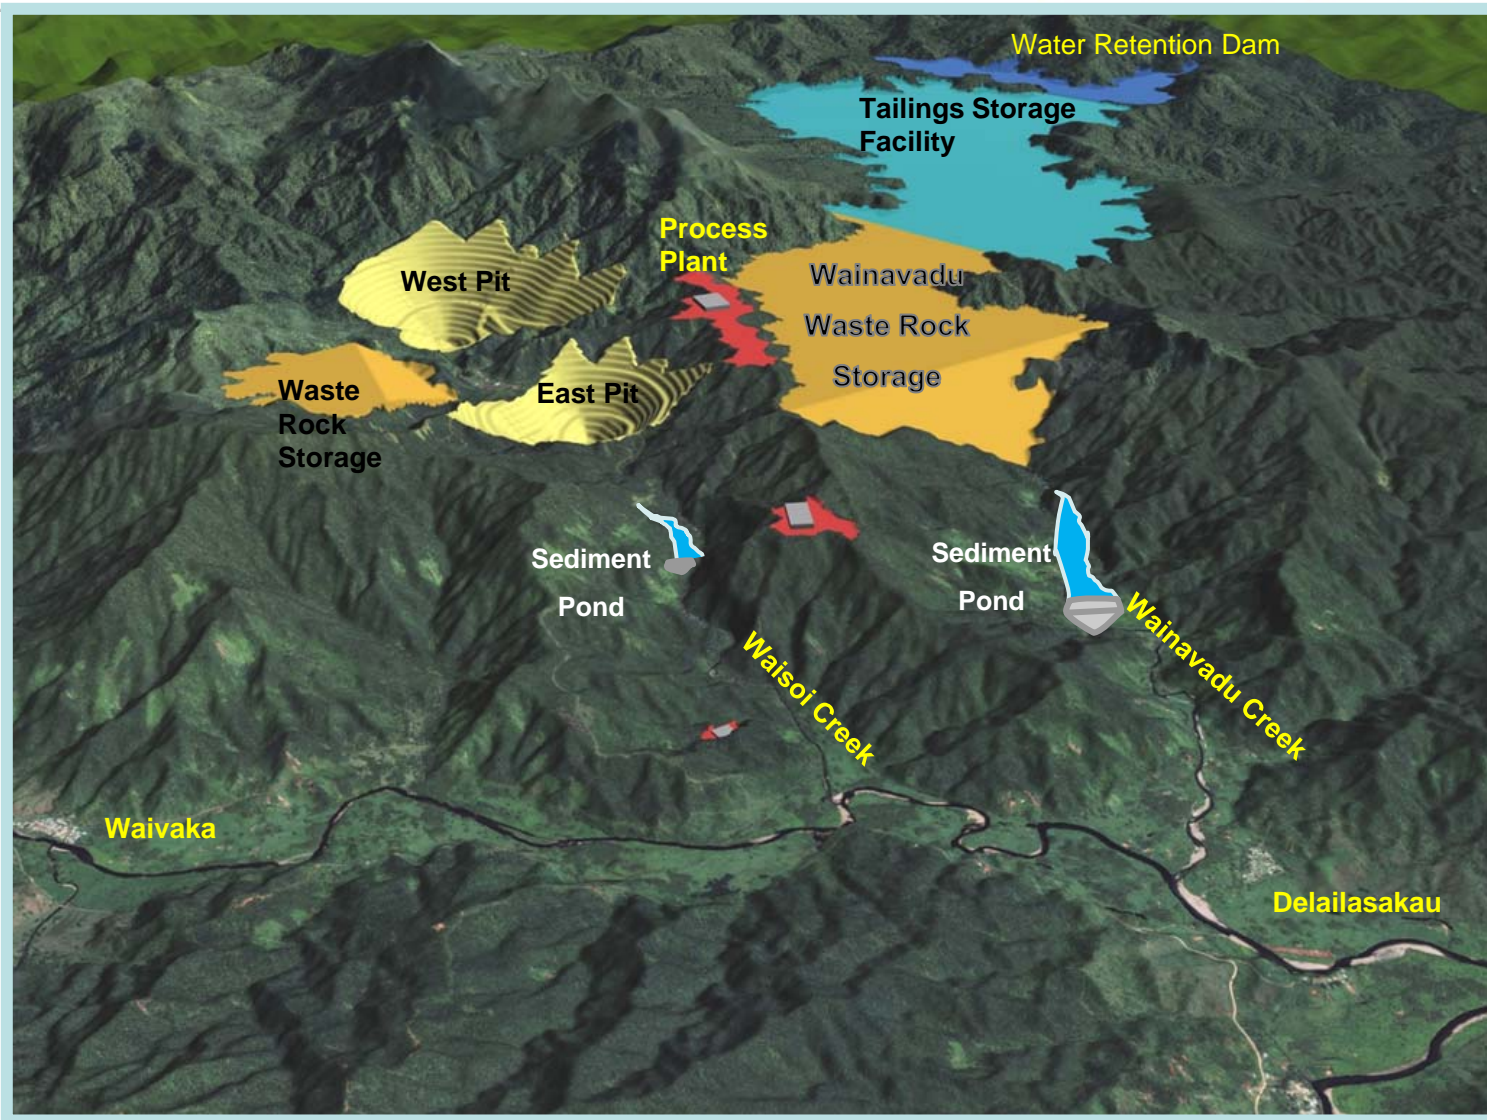 Water Retention Dam
Tailings Storage
Facility
Process
Plant
West Pit
Wainavadu
Waste Rock
Storage
East Pit
Waste
Rock
Storage
Sediment
Pond
Sediment
Pond
Waisoi Creek
Wainavadu Creek
Waivaka
Delailasakau